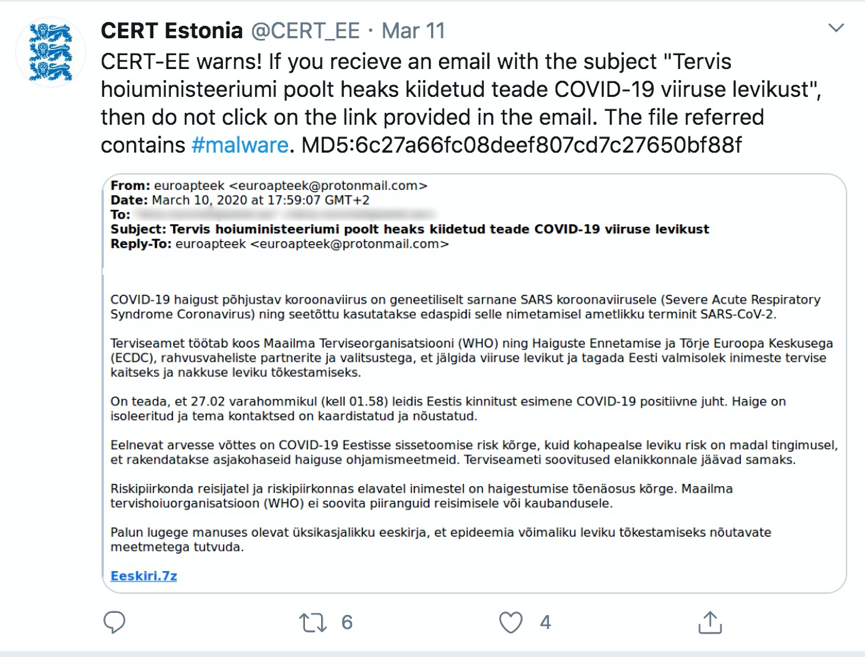 CERT Estonia @CERT_EE · Mar 11
CERT-EE warns! If you recieve an email with the subject "Tervis
hoiuministeeriumi poolt heaks kiidetud teade COVID-19 viiruse levikust",
then do not click on the link provided in the email. The file referred
contains #malware. MD5:6c27a66fc08deef807cd7c27650bf88f
From: euroapteek <euroapteek@protonmail.com>
Date: March 10, 2020 at 17:59:07 GMT+2
To:
Subject: Tervis hoiuministeeriumi poolt heaks kiidetud teade COVID-19 viiruse levikust
Reply-To: euroapteek <euroapteek@protonmail.com>
COVID-19 haigust põhjustav koroonaviirus on geneetiliselt sarnane SARS koroonaviirusele (Severe Acute Respiratory
Syndrome Coronavirus) ning seetõttu kasutatakse edaspidi selle nimetamisel ametlikku terminit SARS-CoV-2.
Terviseamet töötab koos Maailma Terviseorganisatsiooni (WHO) ning Haiguste Ennetamise ja Tõrje Euroopa Keskusega
(ECDC), rahvusvaheliste partnerite ja valitsustega, et jälgida viiruse levikut ja tagada Eesti valmisolek inimeste tervise
kaitseks ja nakkuse leviku tõkestamiseks.
On teada, et 27.02 varahommikul (kell 01.58) leidis Eestis kinnitust esimene COVID-19 positiivne juht. Haige on
isoleeritud ja tema kontaktsed on kaardistatud ja nõustatud.
Eelnevat arvesse võttes on COVID-19 Eestisse sissetoomise risk kõrge, kuid kohapealse leviku risk on madal tingimusel,
et rakendatakse asjakohaseid haiguse ohjamismeetmeid. Terviseameti soovitused elanikkonnale jäävad samaks.
Riskipiirkonda reisijatel ja riskipiirkonnas elavatel inimestel on haigestumise tõenäosus kõrge. Maailma
tervishoiuorganisatsioon (WHO) ei soovita piiranguid reisimisele või kaubandusele.
Palun lugege manuses olevat üksikasjalikku eeskirja, et epideemia võimaliku leviku tõkestamiseks nõutavate
meetmetega tutvuda.
Eeskiri.7z
6 4